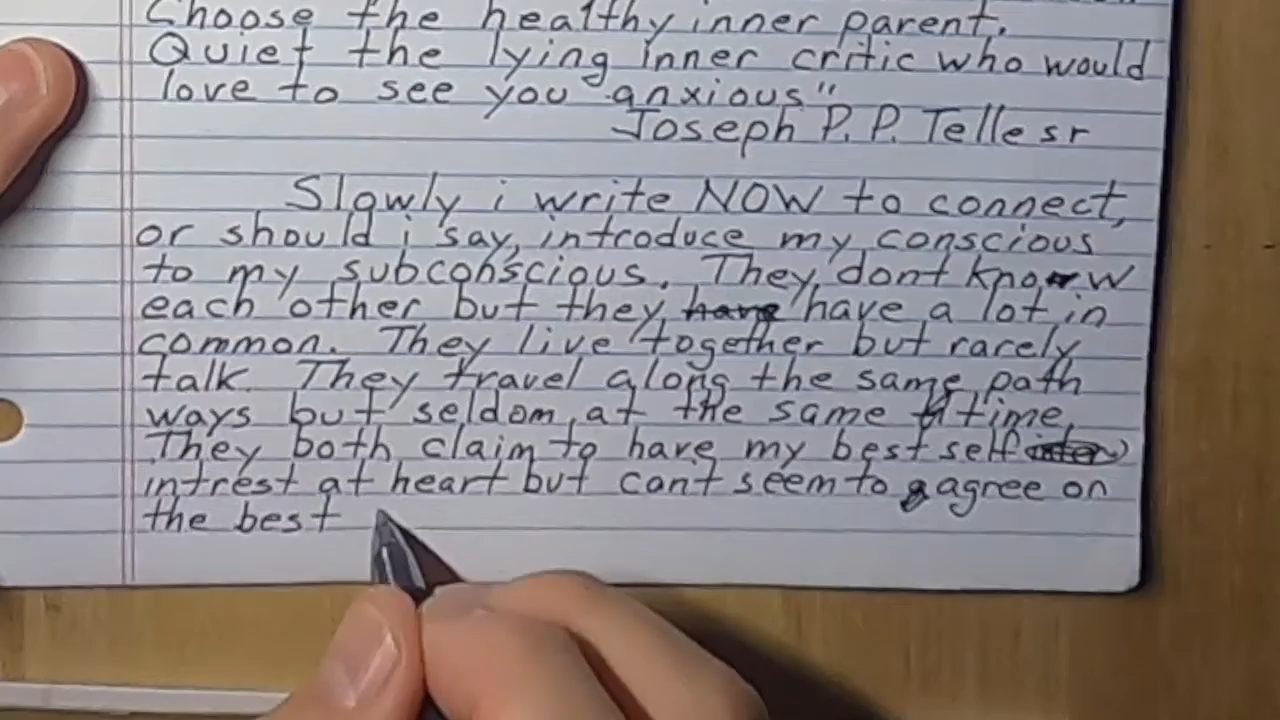 Choose the healthy inner parent.
Quiet the lying inner critic who would
love to see you anxious"
Joseph P. P. Telle sr
Slowly i write NOW to connect,
or should i say, introduce my conscious
to my subconscious. They dont know
each other but they have have a lot in
common. They live together but rarely
talk. They travel along the same path
ways but seldom at the same time.
They both claim to have my best self
intrest at heart but cant seem to agree on
the best